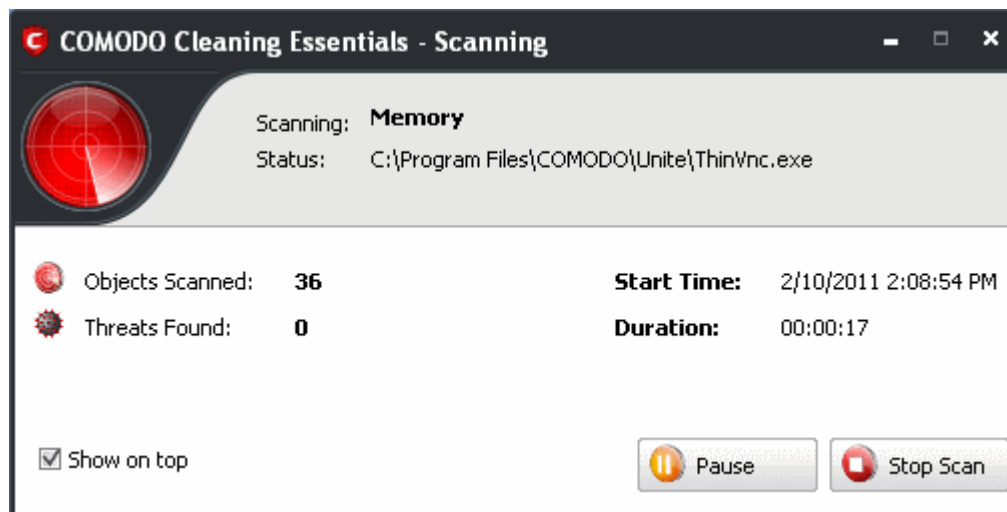 COMODO Cleaning Essentials - Scanning
Scanning: Memory
Status: C:\Program Files\COMODO\Unite\ThinVnc.exe
Objects Scanned: 36 Start Time: 2/10/2011 2:08:54 PM
Threats Found: 0 Duration: 00:00:17
Show on top Pause Stop Scan